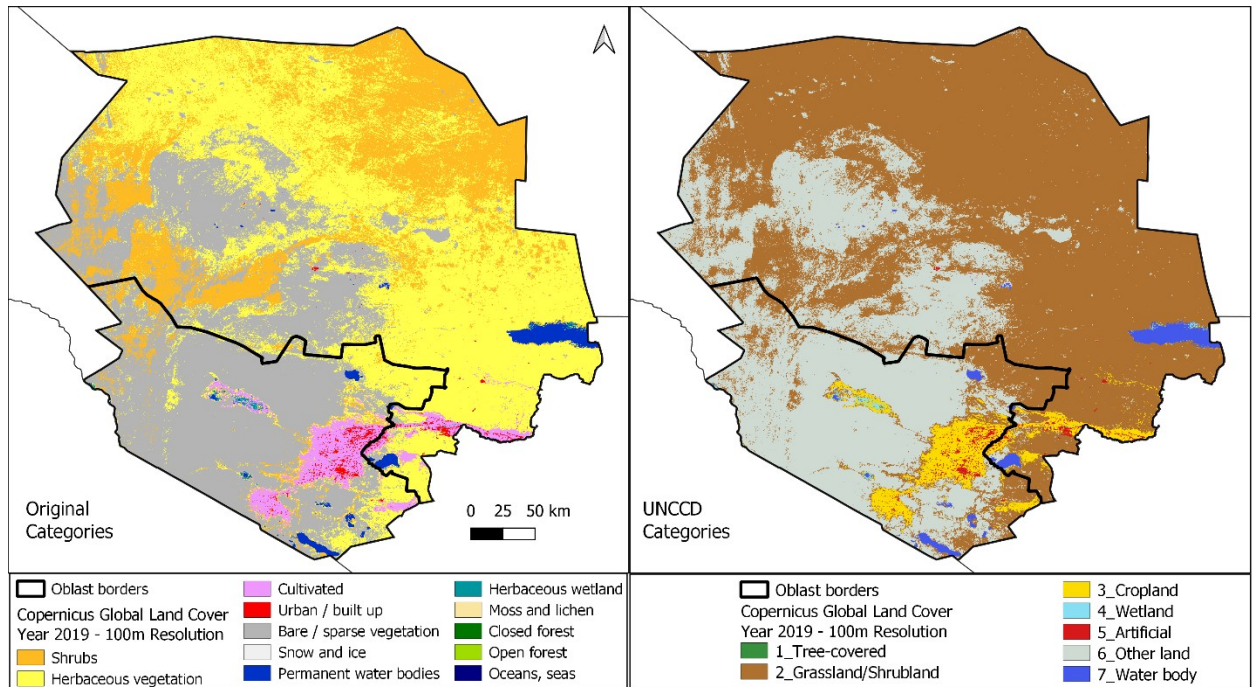 Original
Categories
0 25 50 km
UNCCD
Categories
Oblast borders
Copernicus Global Land Cover
Year 2019 - 100m Resolution
Shrubs
Herbaceous vegetation
Cultivated
Urban / built up
Bare / sparse vegetation
Snow and ice
Permanent water bodies
Herbaceous wetland
Moss and lichen
Closed forest
Open forest
Oceans, seas
Oblast borders
Copernicus Global Land Cover
Year 2019 - 100m Resolution
1_Tree-covered
2_Grassland/Shrubland
3_Cropland
4_Wetland
5_Artificial
6_Other land
7_Water body